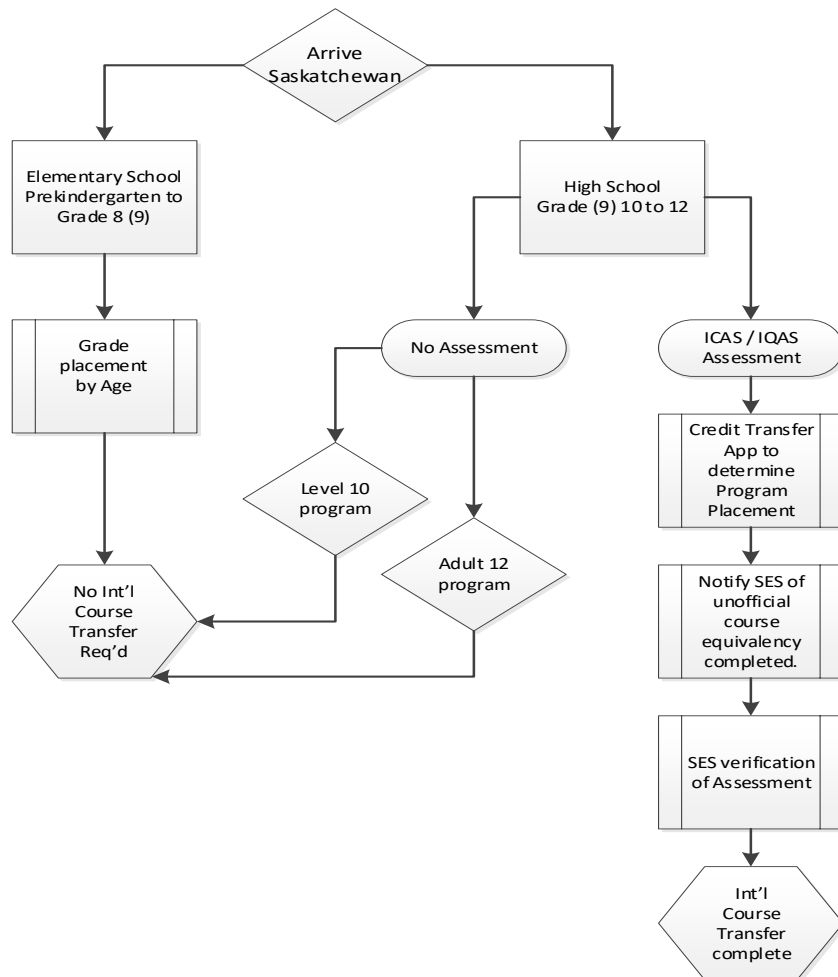 Arrive
Saskatchewan
Elementary School
Prekindergarten to
Grade 8 (9)
High School
Grade (9) 10 to 12
Grade
placement
by Age
No Assessment
ICAS / IQAS
Assessment
Level 10
program
Credit Transfer
App to
determine
Program
Placement
Adult 12
program
No Int’l
Course
Transfer
Req’d
Notify SES of
unofficial
course
equivalency
completed.
SES verification
of Assessment
Int’l
Course
Transfer
complete